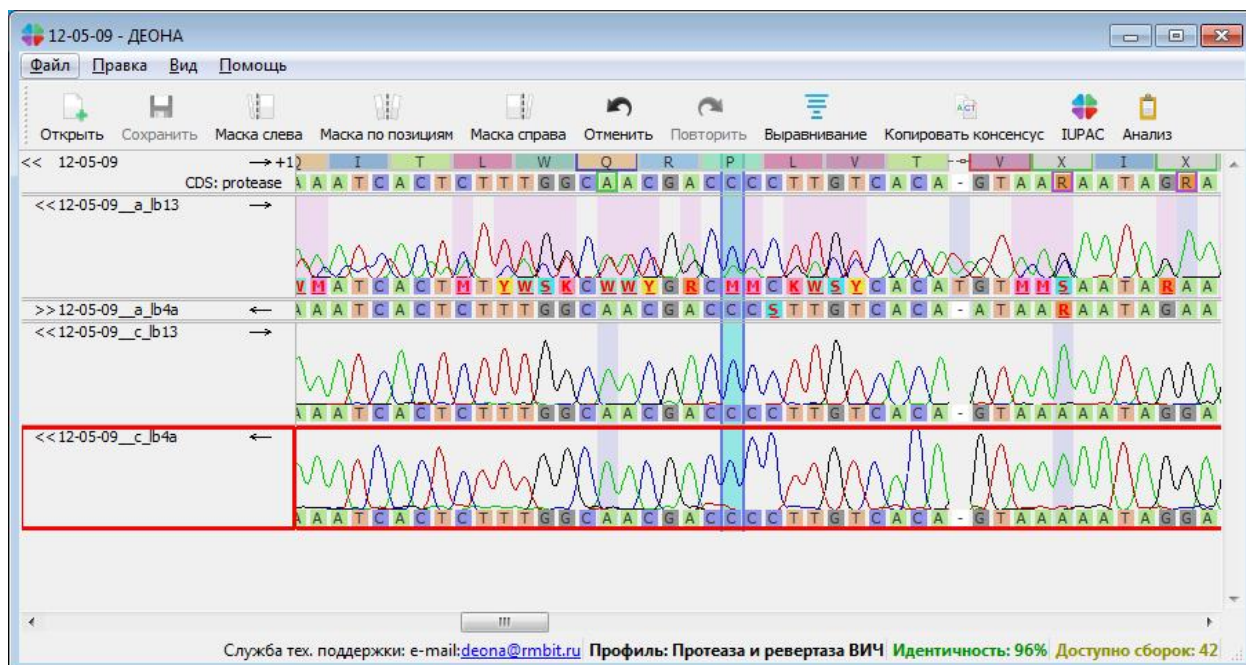 12-05-09 - ДЕОНА
Файл Правка Вид Помощь
Открыть Сохранить Маска слева Маска по позициям Маска справа Отменить Повторить Выравнивание Копировать консенсус IUPAC Анализ
<< 12-05-09 → +1 I T L W Q R P L V T V X I X
CDS: protease A A A T C A C T C T T T G G C A A C G A C C C C T T G T C A C A - G T A A R A A T A G R A
<<12-05-09__a_lb13 →
W M A T C A C T M T Y W S K C W W Y G R C M M C K W S Y C A C A T G T M M S A A T A R A A
>>12-05-09__a_lb4a ← A A A T C A C T C T T T G G C A A C G A C C C S T T G T C A C A - A T A A R A A T A G A A
<<12-05-09__c_lb13 →
A A A T C A C T C T T T G G C A A C G A C C C C T T G T C A C A - G T A A A A A T A G G A
<<12-05-09__c_lb4a ←
A A A T C A C T C T T T G G C A A C G A C C C C T T G T C A C A - G T A A A A A T A G G A
Служба тех. поддержки: e-mail:deona@rmbit.ru Профиль: Протеаза и ревертаза ВИЧ Идентичность: 96% Доступно сборок: 42